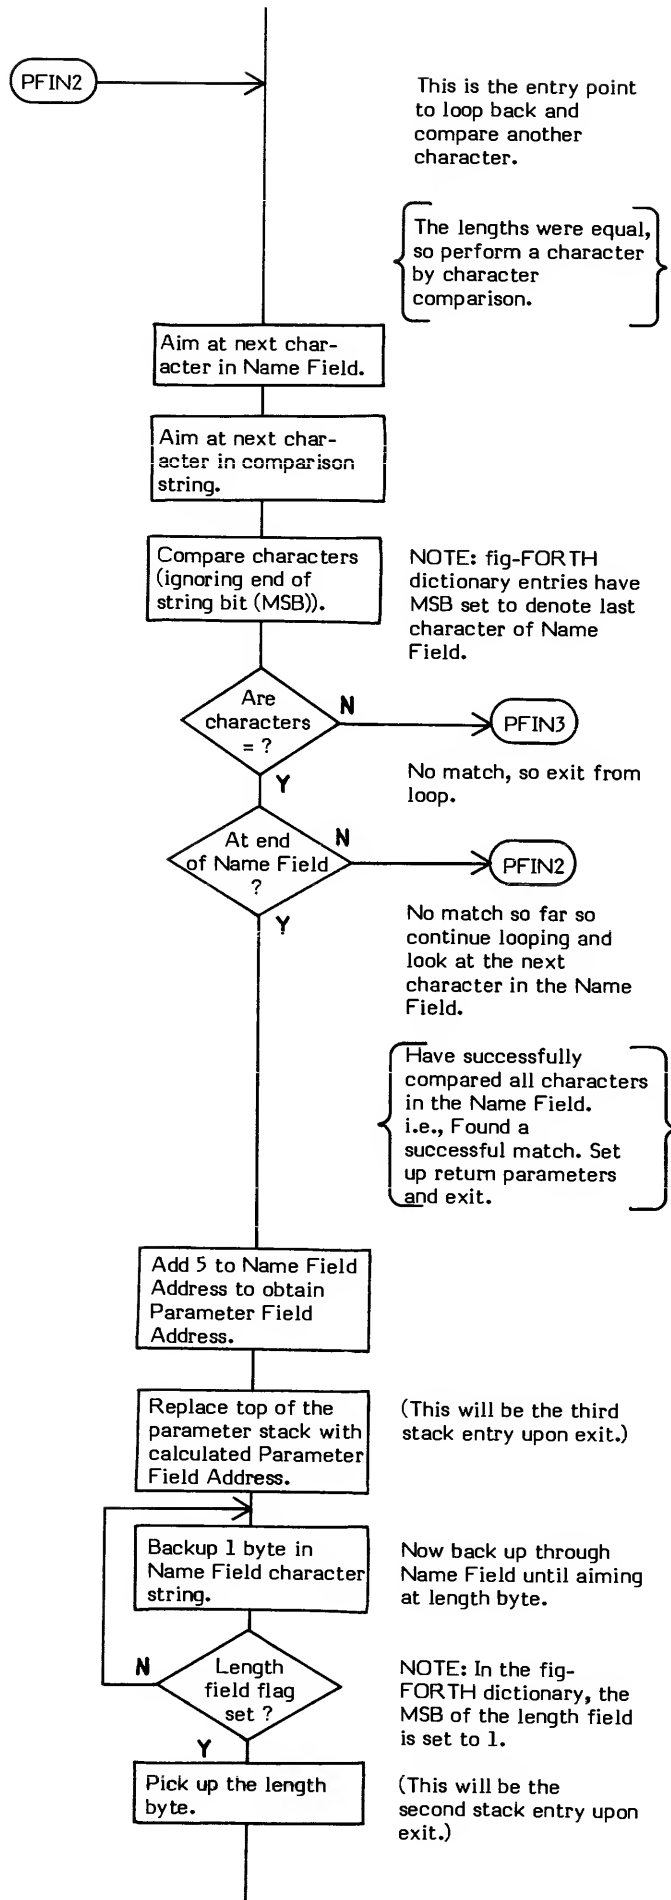 PFIN2
This is the entry point
to loop back and
compare another
character.
The lengths were equal,
so perform a character
by character
comparison.
Aim at next char-
acter in Name Field.
Aim at next char-
acter in comparison
string.
Compare characters
(ignoring end of
string bit (MSB)).
NOTE: fig-FORTH
dictionary entries have
MSB set to denote last
character of Name
Field.
Are
characters
= ?
N
PFIN3
Y
No match, so exit from
loop.
At end
of Name Field
?
N
PFIN2
Y
No match so far so
continue looping and
look at the next
character in the Name
Field.
Have successfully
compared all characters
in the Name Field.
i.e., Found a
successful match. Set
up return parameters
and exit.
Add 5 to Name Field
Address to obtain
Parameter Field
Address.
Replace top of the
parameter stack with
calculated Parameter
Field Address.
(This will be the third
stack entry upon exit.)
Backup 1 byte in
Name Field character
string.
Now back up through
Name Field until aiming
at length byte.
N
Length
field flag
set ?
Y
NOTE: In the fig-
FORTH dictionary, the
MSB of the length field
is set to 1.
Pick up the length
byte.
(This will be the
second stack entry upon
exit.)